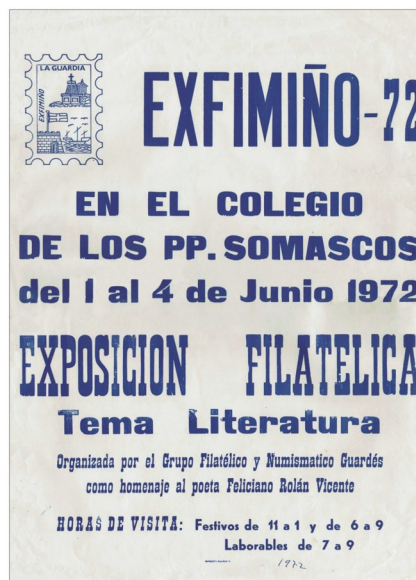 LA GUARDIA
EXFIMIÑO
EXFIMIÑO-72
EN EL COLEGIO
DE LOS PP. SOMASCOS
del 1 al 4 de Junio 1972
EXPOSICION FILATELICA
Tema Literatura
Organizada por el Grupo Filatélico y Numismatico Guardés
como homenaje al poeta Feliciano Rolán Vicente
HORAS DE VISITA: Festivos de 11 a 1 y de 6 a 9
Laborables de 7 a 9
1972